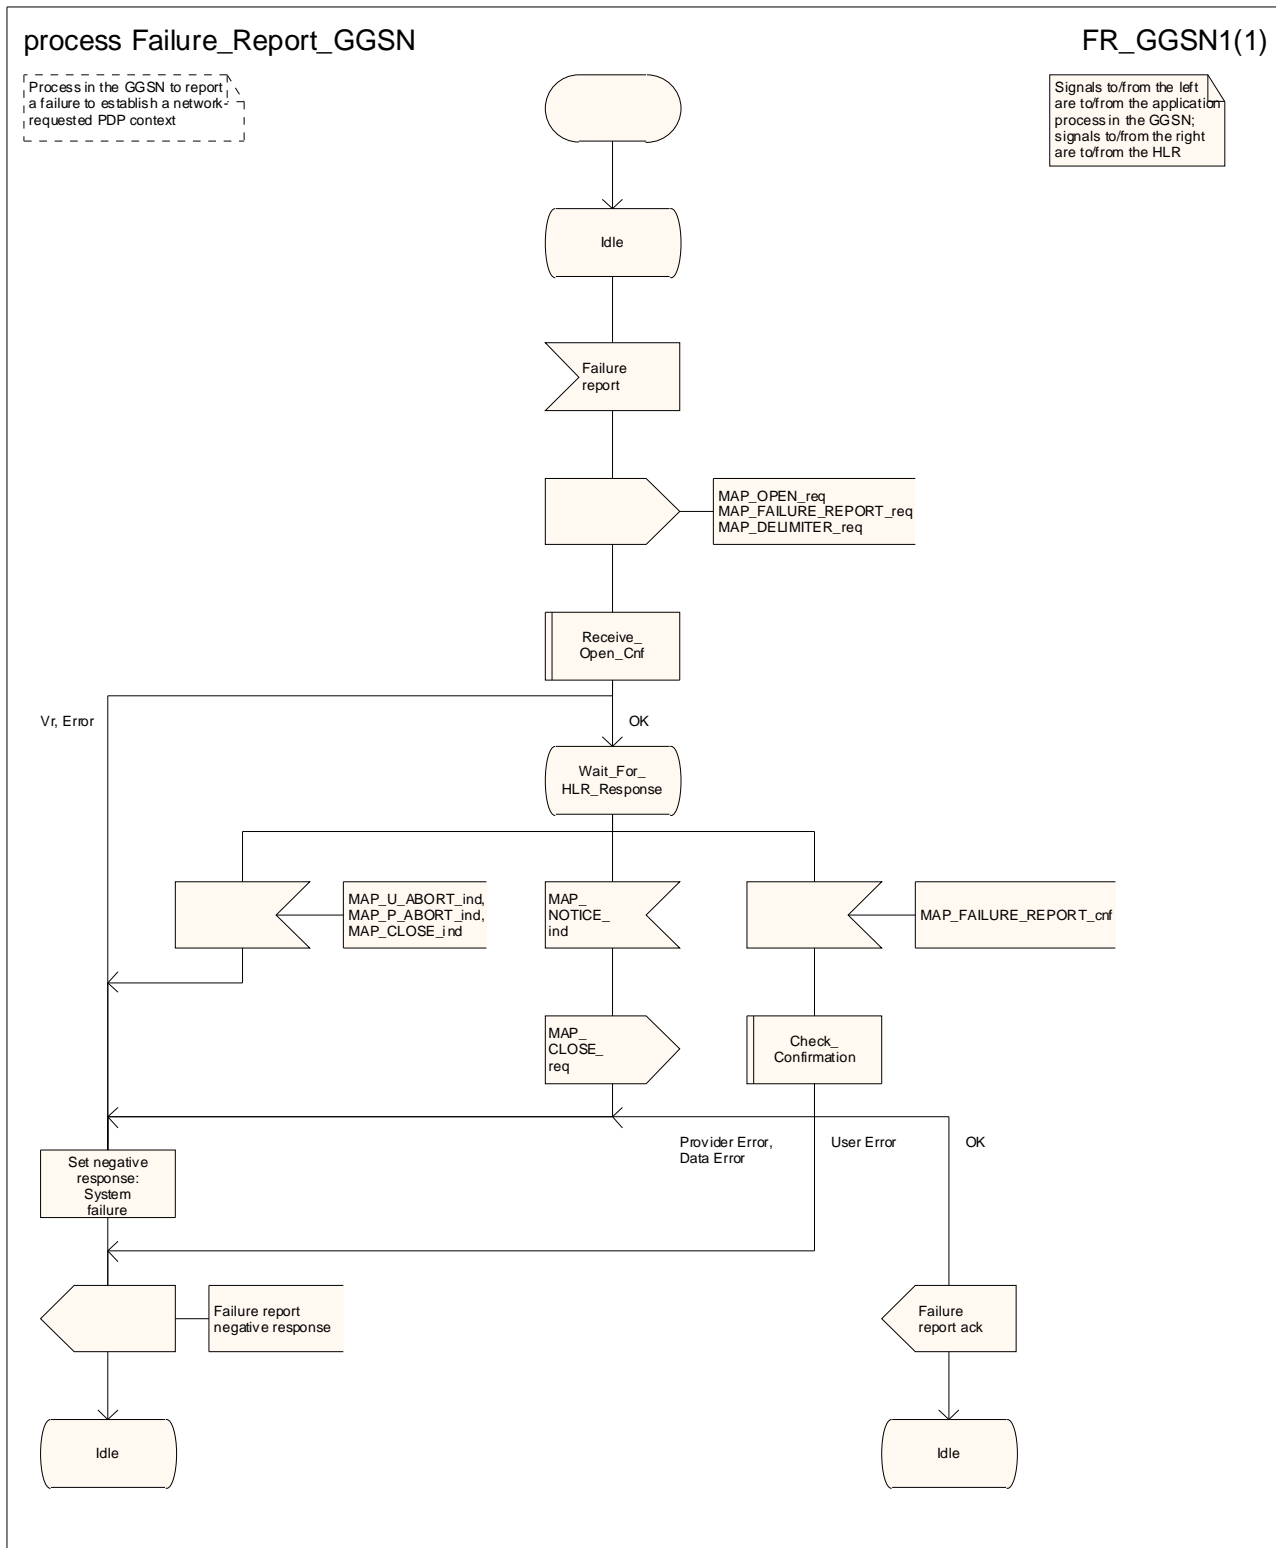 process Failure_Report_GGSN
FR_GGSN1(1)
Process in the GGSN to report
a failure to establish a network-
requested PDP context
Signals to/from the left
are to/from the application
process in the GGSN;
signals to/from the right
are to/from the HLR
Idle
Failure
report
MAP_OPEN_req
MAP_FAILURE_REPORT_req
MAP_DELIMITER_req
Receive_
Open_Cnf
Vr, Error
OK
Wait_For_
HLR_Response
MAP_U_ABORT_ind,
MAP_P_ABORT_ind,
MAP_CLOSE_ind
MAP_
NOTICE_
ind
MAP_FAILURE_REPORT_cnf
MAP_
CLOSE_
req
Check_
Confirmation
Provider Error,
Data Error
User Error
OK
Set negative
response:
System
failure
Failure report
negative response
Failure
report ack
Idle
Idle